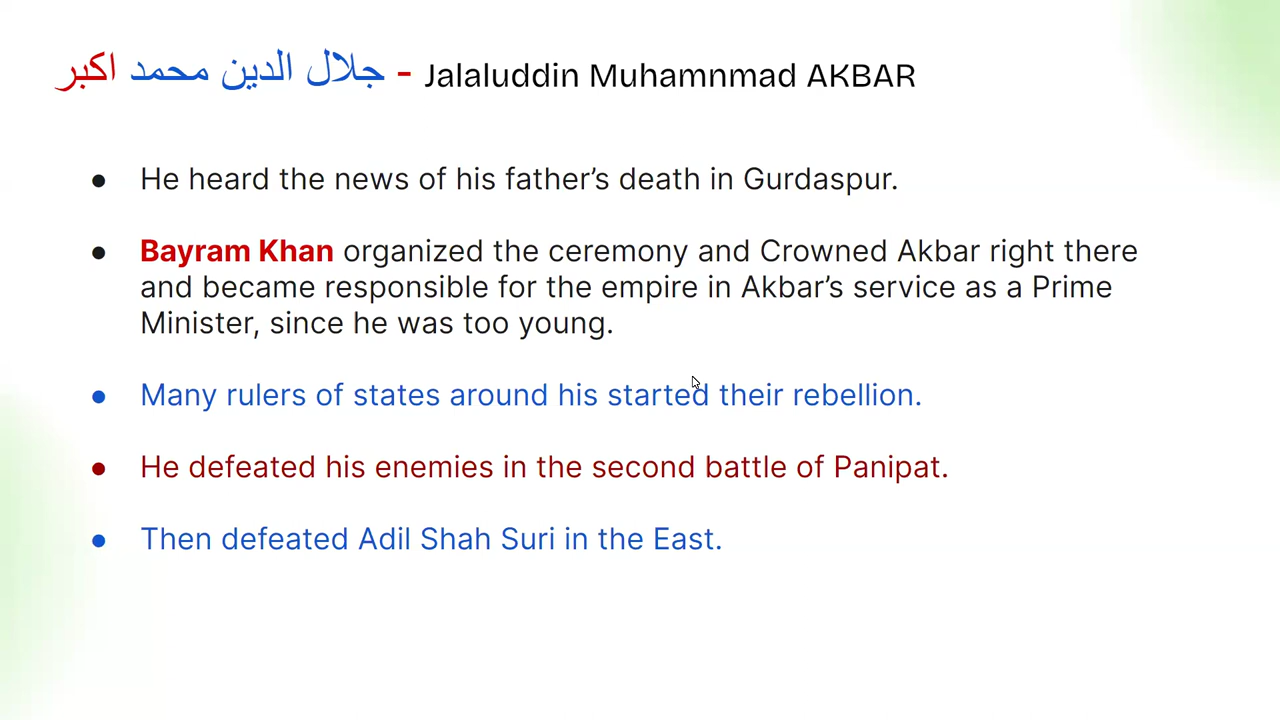 جلال الدين محمد اكبر - Jalaluddin Muhamnmad AKBAR
● He heard the news of his father’s death in Gurdaspur.
● Bayram Khan organized the ceremony and Crowned Akbar right there
and became responsible for the empire in Akbar’s service as a Prime
Minister, since he was too young.
● Many rulers of states around his started their rebellion.
● He defeated his enemies in the second battle of Panipat.
● Then defeated Adil Shah Suri in the East.